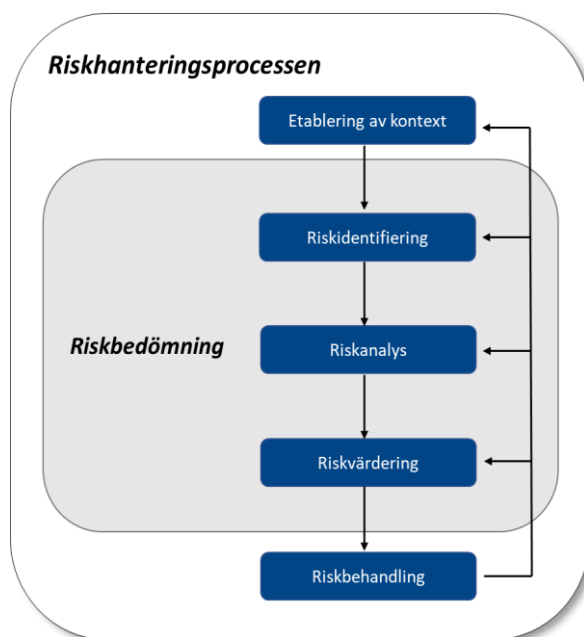 Riskhanteringsprocessen
Etablering av kontext
Riskidentifiering
Riskbedömning
Riskanalys
Riskvärdering
Riskbehandling